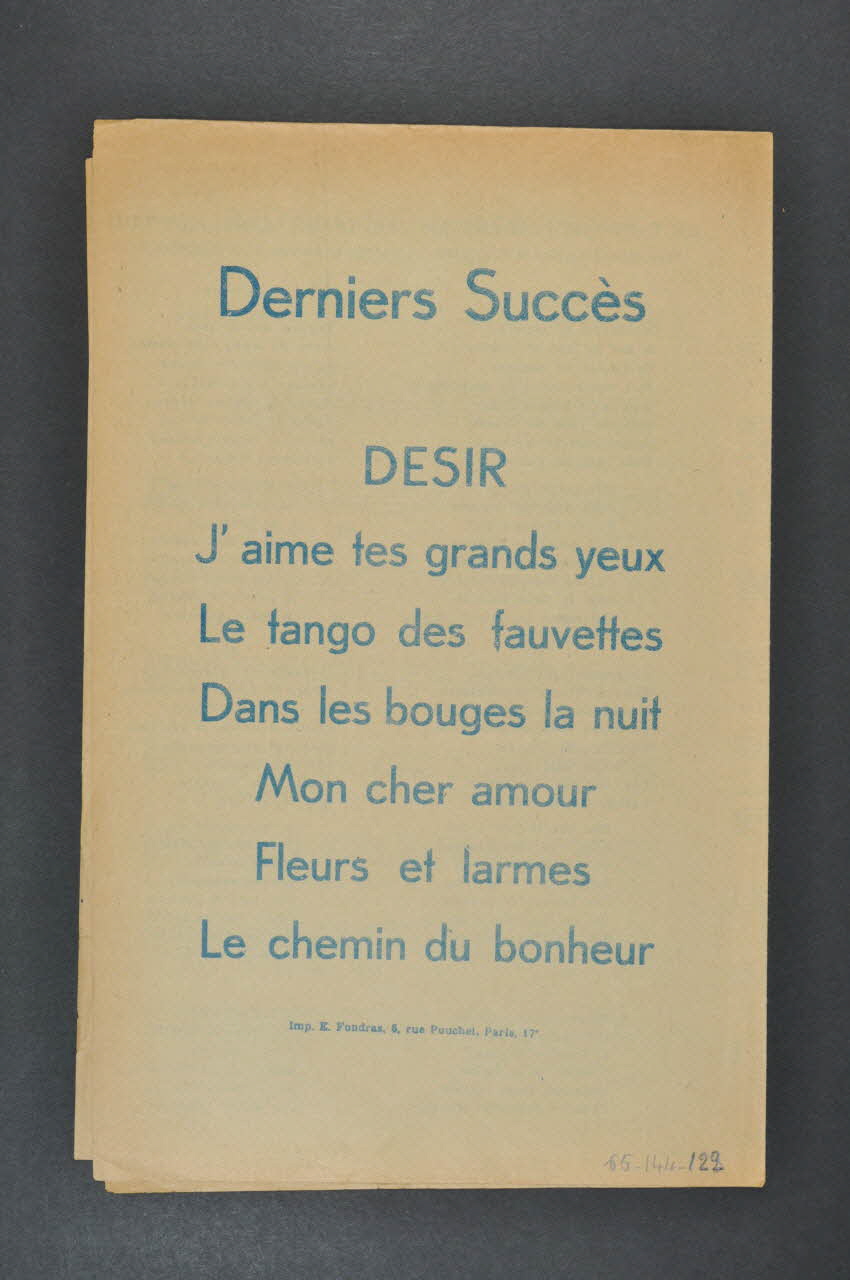 Derniers Succès
DESIR
J' aime tes grands yeux
Le tango des fauvettes
Dans les bouges la nuit
Mon cher amour
Fleurs et larmes
Le chemin du bonheur
Imp. E. Fondras, 5, rue Pouchet, Paris, 17ᵉ
65-144-122